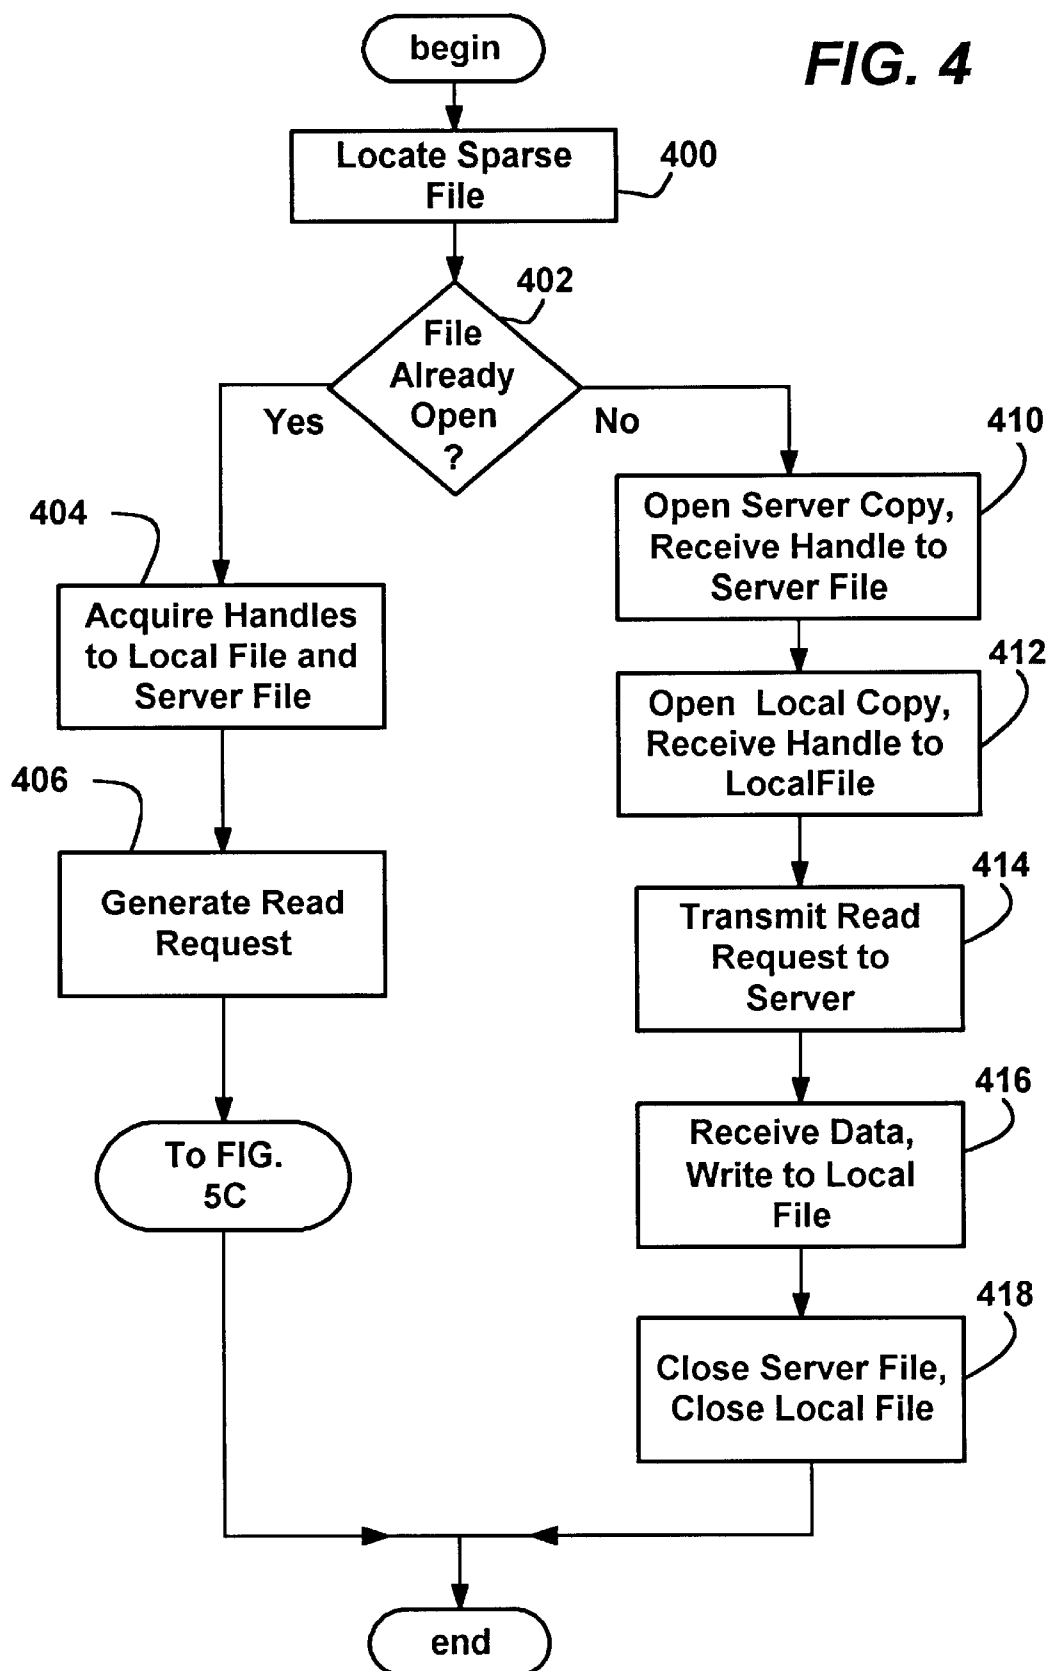 begin
FIG. 4
Locate Sparse
File
400
402
File
Already
Open
?
Yes
No
404
Acquire Handles
to Local File and
Server File
406
Generate Read
Request
To FIG.
5C
410
Open Server Copy,
Receive Handle to
Server File
412
Open Local Copy,
Receive Handle to
LocalFile
414
Transmit Read
Request to
Server
416
Receive Data,
Write to Local
File
418
Close Server File,
Close Local File
end